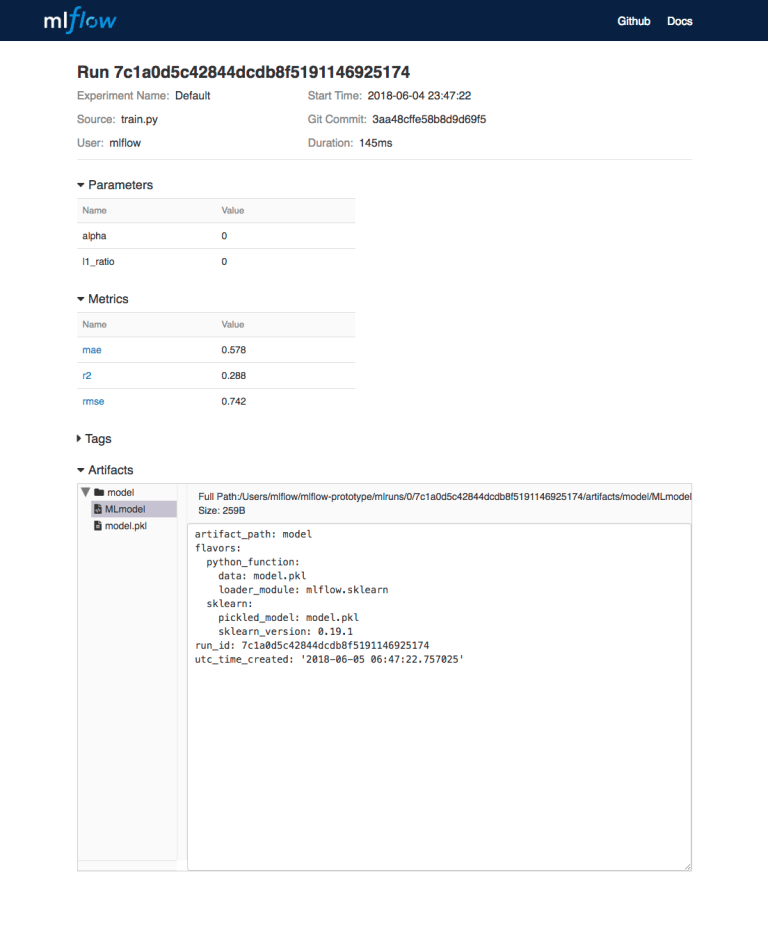 mlflow
Github Docs
Run 7c1a0d5c42844dcdb8f5191146925174
Experiment Name: Default Start Time: 2018-06-04 23:47:22
Source: train.py Git Commit: 3aa48cffe58b8d9d69f5
User: mlflow Duration: 145ms
Parameters
Name Value
alpha 0
l1_ratio 0
Metrics
Name Value
mae 0.578
r2 0.288
rmse 0.742
Tags
Artifacts
model
MLmodel
model.pkl
Full Path:/Users/mlflow/mlflow-prototype/mlruns/0/7c1a0d5c42844dcdb8f5191146925174/artifacts/model/MLmodel
Size: 259B
artifact_path: model
flavors:
  python_function:
    data: model.pkl
    loader_module: mlflow.sklearn
  sklearn:
    pickled_model: model.pkl
    sklearn_version: 0.19.1
run_id: 7c1a0d5c42844dcdb8f5191146925174
utc_time_created: '2018-06-05 06:47:22.757025'